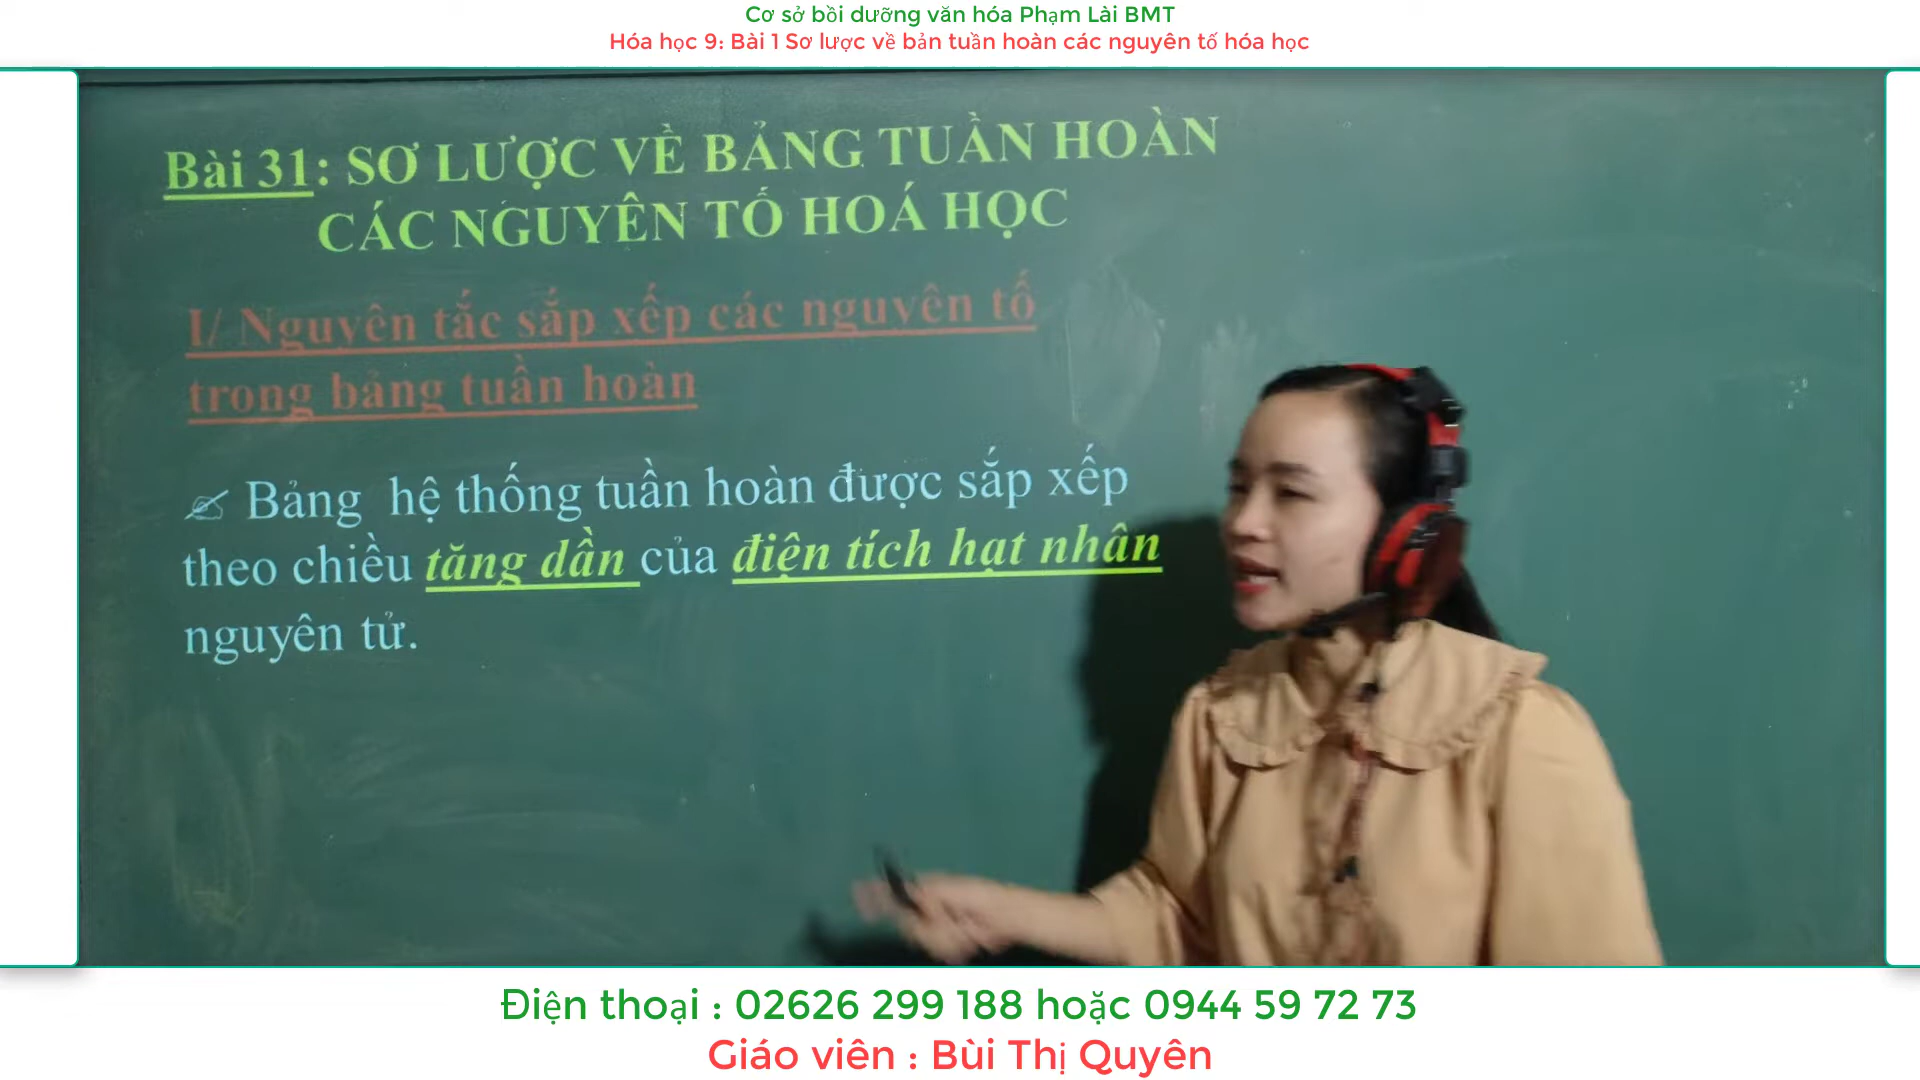 Cơ sở bồi dưỡng văn hóa Phạm Lài BMT
Hóa học 9: Bài 1 Sơ lược về bản tuần hoàn các nguyên tố hóa học
Bài 31: SƠ LƯỢC VỀ BẢNG TUẦN HOÀN
CÁC NGUYÊN TỐ HOÁ HỌC
I/ Nguyên tắc sắp xếp các nguyên tố
trong bảng tuần hoàn
✍ Bảng hệ thống tuần hoàn được sắp xếp
theo chiều tăng dần của điện tích hạt nhân
nguyên tử.
Điện thoại : 02626 299 188 hoặc 0944 59 72 73
Giáo viên : Bùi Thị Quyên